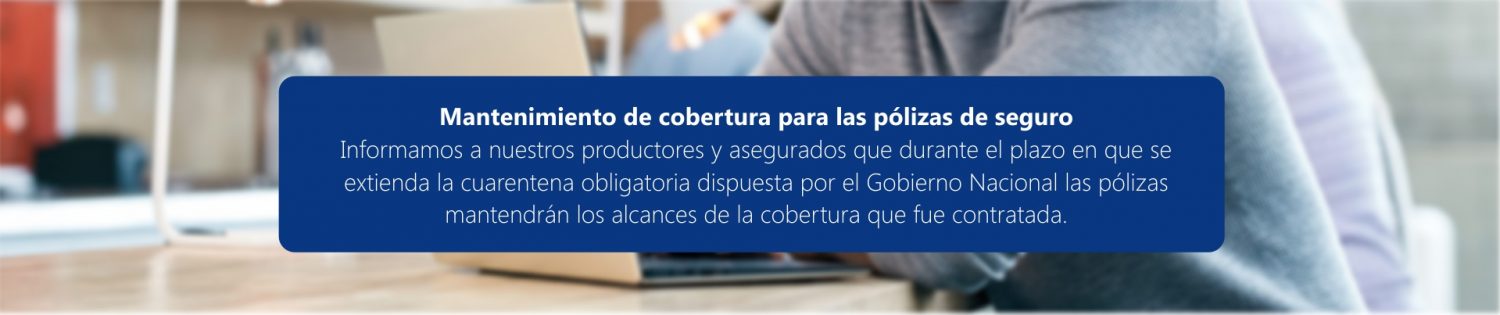 Mantenimiento de cobertura para las pólizas de seguro
Informamos a nuestros productores y asegurados que durante el plazo en que se
extienda la cuarentena obligatoria dispuesta por el Gobierno Nacional las pólizas
mantendrán los alcances de la cobertura que fue contratada.